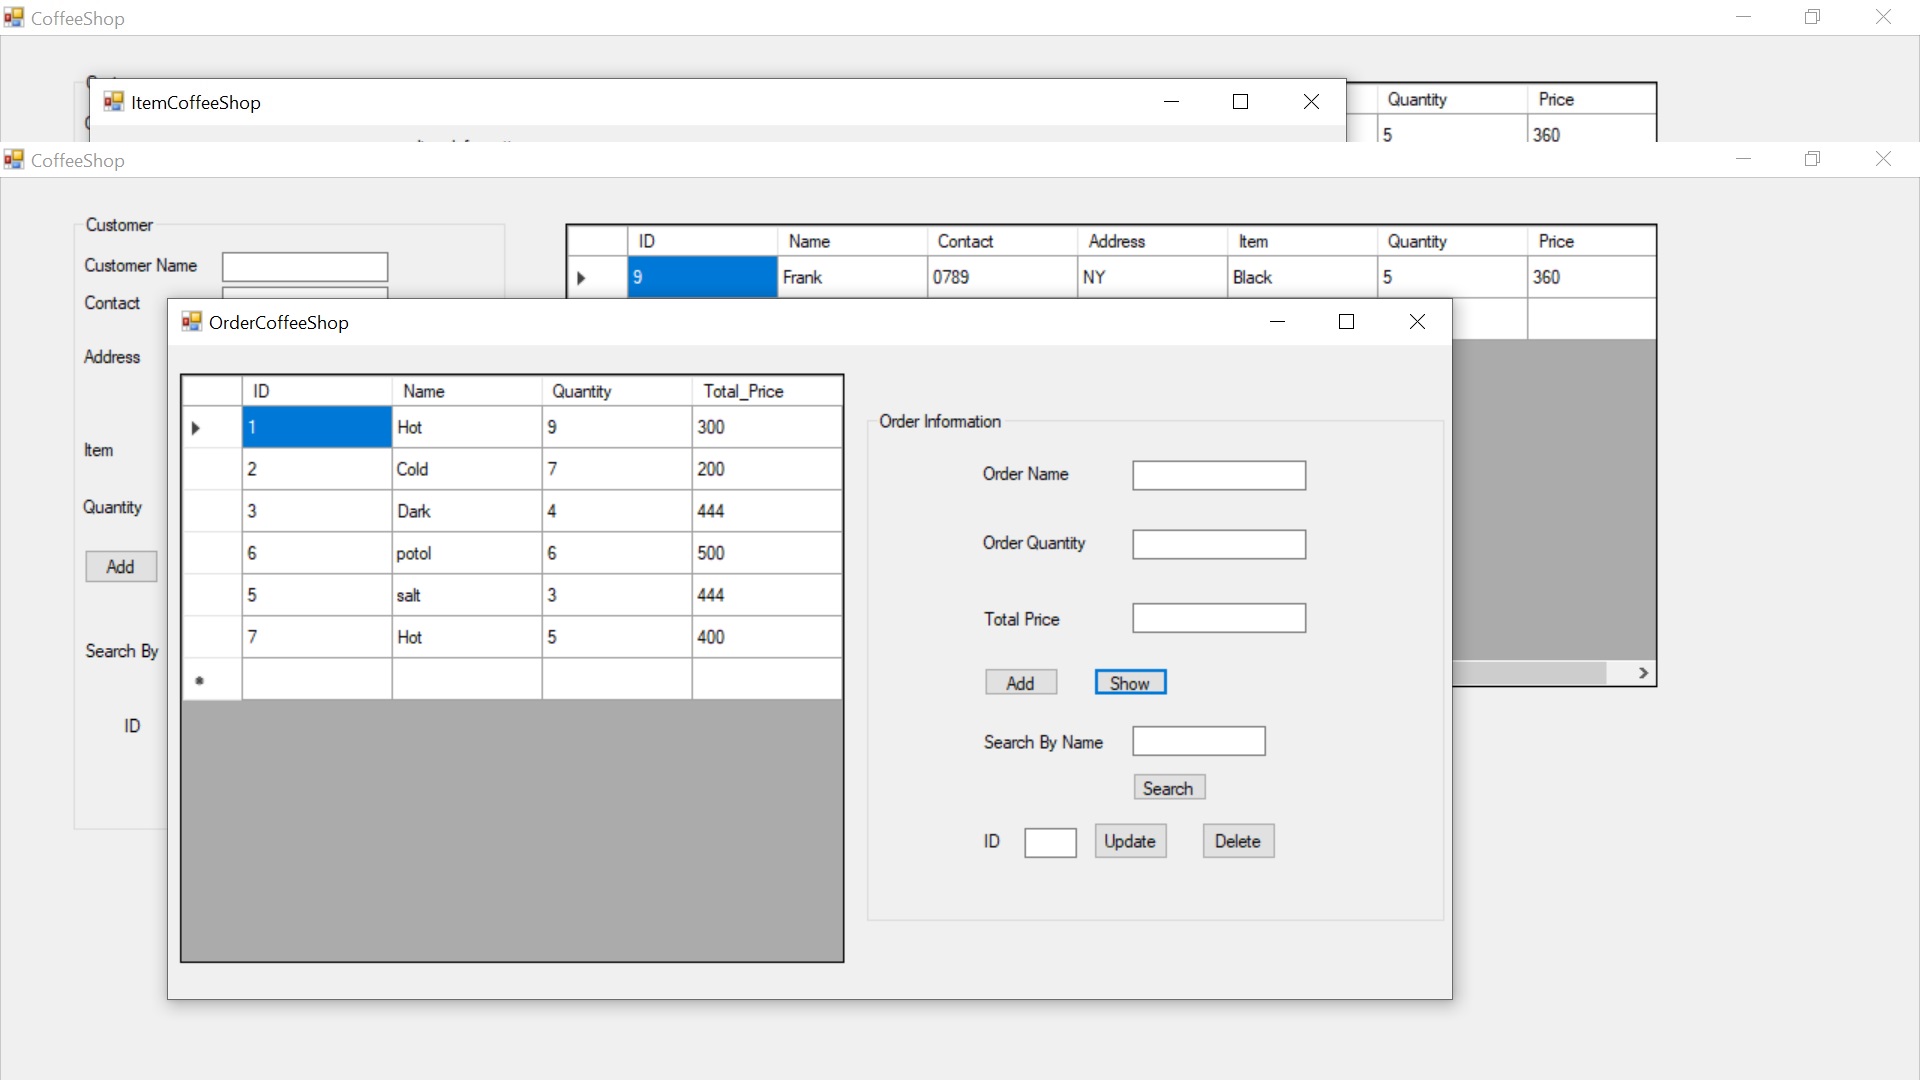 CoffeeShop
ItemCoffeeShop
Quantity Price
5 360
CoffeeShop
Customer
ID Name Contact Address Item Quantity Price
Customer Name
9 Frank 0789 NY Black 5 360
Contact
OrderCoffeeShop
Address
ID Name Quantity Total_Price
Order Information
1 Hot 9 300
Item
2 Cold 7 200
Order Name
Quantity
3 Dark 4 444
Order Quantity
Add
6 potol 6 500
5 salt 3 444
Total Price
7 Hot 5 400
Search By
Add Show
ID
Search By Name
Search
ID Update Delete